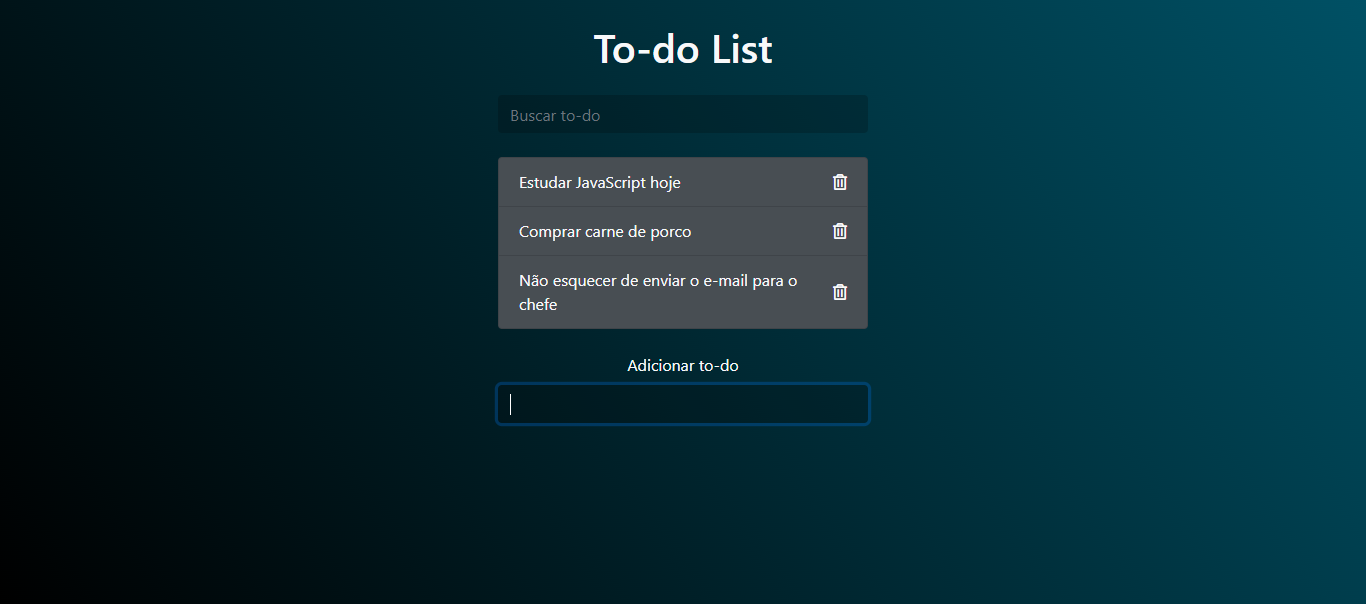 To-do List
Buscar to-do
Estudar JavaScript hoje
Comprar carne de porco
Não esquecer de enviar o e-mail para o
chefe
Adicionar to-do